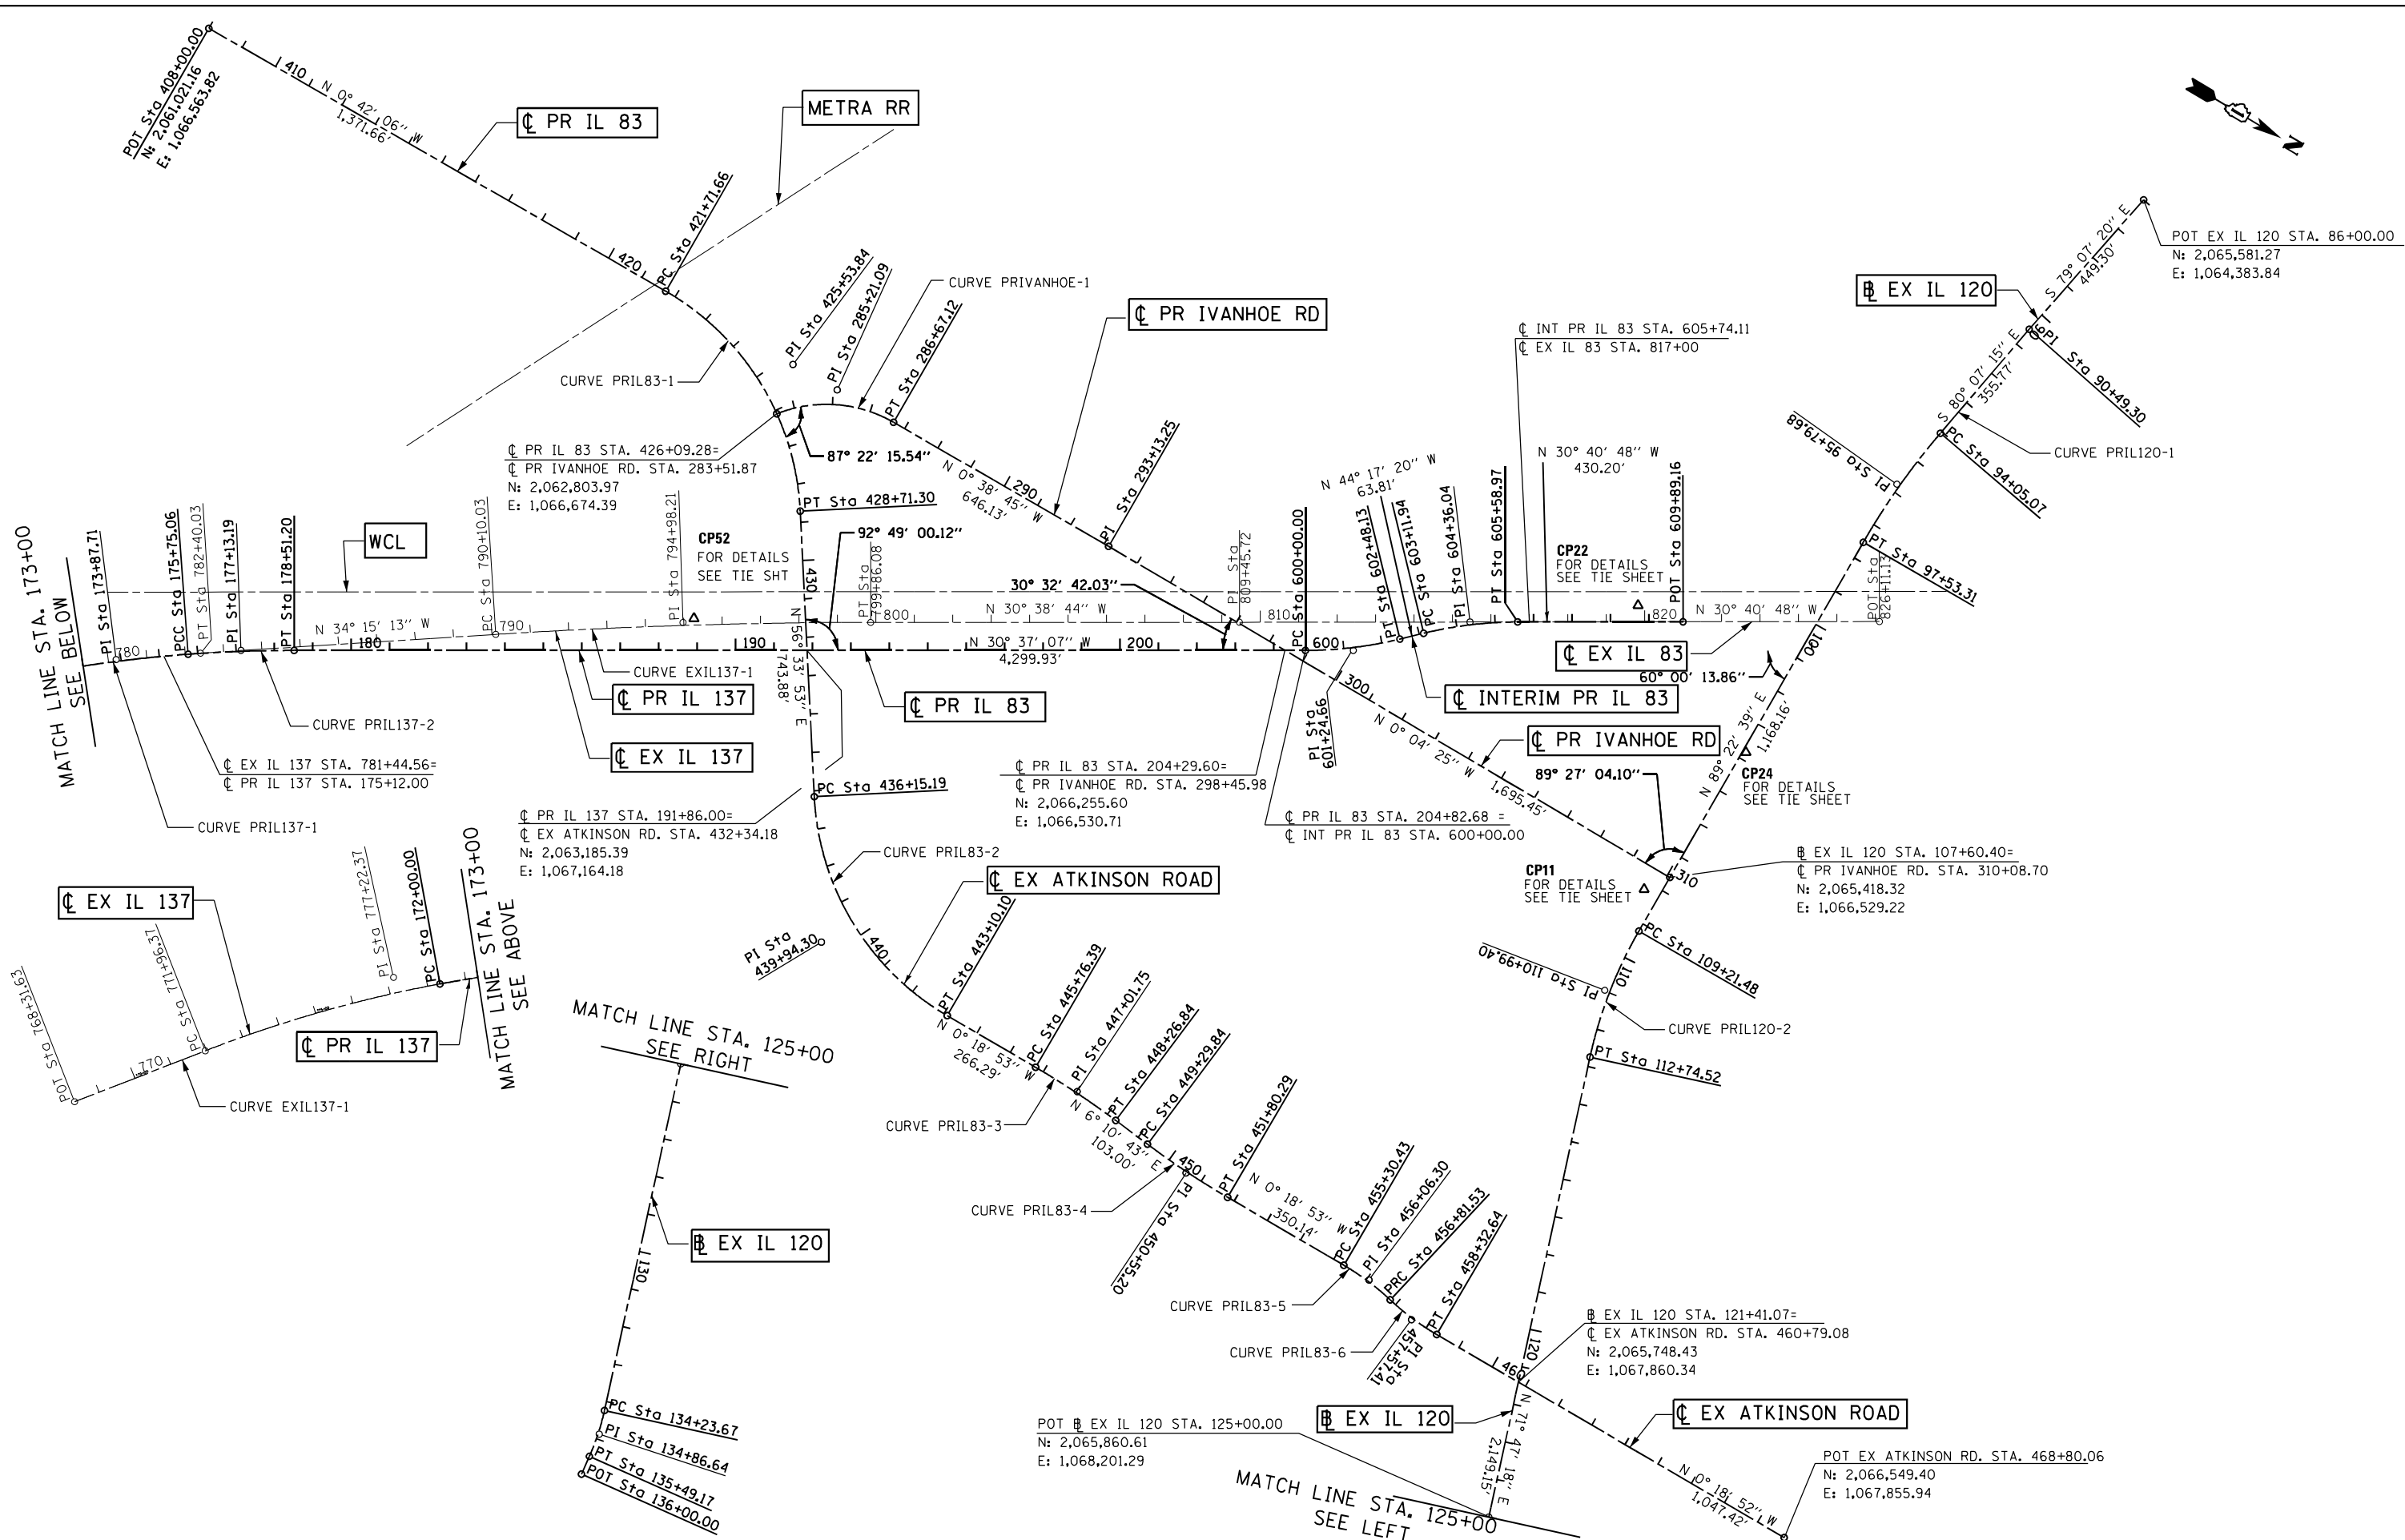 POT Sta 408+00.00
N: 2,061,021.16
E: 1,066,563.82
410
N 0° 42' 06" W
1,371.66'
℄ PR IL 83
METRA RR
420
PC Sta 421+71.66
PI Sta 425+53.84
PI Sta 285+21.09
CURVE PRIVANHOE-1
PT Sta 286+67.12
CURVE PRIL83-1
℄ PR IVANHOE RD
℄ PR IL 83 STA. 426+09.28=
℄ PR IVANHOE RD. STA. 283+51.87
N: 2,062,803.97
E: 1,066,674.39
87° 22' 15.54"
PT Sta 428+71.30
92° 49' 00.12"
N 0° 38' 45" W
646.13'
290
PI Sta 293+13.25
N
POT EX IL 120 STA. 86+00.00
N: 2,065,581.27
E: 1,064,383.84
S 79° 07' 20" E
449.30'
℄ INT PR IL 83 STA. 605+74.11
℄ EX IL 83 STA. 817+00
B̶L EX IL 120
90
PI Sta 90+49.30
S 80° 07' 15" E
355.77'
PC Sta 94+05.07
CURVE PRIL120-1
PI Sta 95+79.68
PT Sta 97+53.31
MATCH LINE STA. 173+00
SEE BELOW
PI Sta 173+87.71
780
PCC Sta 175+75.06
PT Sta 782+40.03
PI Sta 177+13.19
PT Sta 178+51.20
WCL
N 34° 15' 13" W
180
PC Sta 790+10.03
790
PI Sta 794+98.21
CP52
FOR DETAILS
SEE TIE SHT
190
430
N 56° 33' 53" E
743.88'
PT Sta
799+86.08
800
N 30° 38' 44" W
30° 32' 42.03"
N 30° 37' 07" W
4,299.93'
200
PI Sta
809+45.72
810
PC Sta 600+00.00
600
N 44° 17' 20" W
63.81'
PT Sta 602+48.13
PC Sta 603+11.94
PI Sta 604+36.04
PT Sta 605+58.97
N 30° 40' 48" W
430.20'
CP22
FOR DETAILS
SEE TIE SHEET
820
POT Sta 609+89.16
N 30° 40' 48" W
POT Sta
826+11.13
100
CURVE EXIL137-1
℄ PR IL 137
℄ EX IL 137
℄ PR IL 83
PI Sta
601+24.66
300
℄ EX IL 83
60° 00' 13.86"
℄ INTERIM PR IL 83
N 0° 04' 25" W
1,695.45'
℄ PR IVANHOE RD
89° 27' 04.10"
N 89° 22' 39" E
1,168.16'
CP24
FOR DETAILS
SEE TIE SHEET
CURVE PRIL137-2
℄ EX IL 137 STA. 781+44.56=
℄ PR IL 137 STA. 175+12.00
CURVE PRIL137-1
PC Sta 436+15.19
℄ PR IL 137 STA. 191+86.00=
℄ EX ATKINSON RD. STA. 432+34.18
N: 2,063,185.39
E: 1,067,164.18
℄ PR IL 83 STA. 204+29.60=
℄ PR IVANHOE RD. STA. 298+45.98
N: 2,066,255.60
E: 1,066,530.71
℄ PR IL 83 STA. 204+82.68 =
℄ INT PR IL 83 STA. 600+00.00
CURVE PRIL83-2
℄ EX ATKINSON ROAD
CP11
FOR DETAILS
SEE TIE SHEET
310
B̶L EX IL 120 STA. 107+60.40=
℄ PR IVANHOE RD. STA. 310+08.70
N: 2,065,418.32
E: 1,066,529.22
PC Sta 109+21.48
110
PI Sta 110+99.40
CURVE PRIL120-2
PT Sta 112+74.52
℄ EX IL 137
POT Sta 768+31.63
770
PC Sta 771+96.37
PI Sta 777+22.37
PC Sta 172+00.00
MATCH LINE STA. 173+00
SEE ABOVE
℄ PR IL 137
CURVE EXIL137-1
PI Sta
439+94.30
440
PT Sta 443+10.10
N 0° 18' 53" W
266.29'
PC Sta 445+76.39
PI Sta 447+01.75
CURVE PRIL83-3
PT Sta 448+26.84
N 6° 10' 43" E
103.00'
PC Sta 449+29.84
450
CURVE PRIL83-4
PI Sta 450+55.20
PT Sta 451+80.29
N 0° 18' 53" W
350.14'
PC Sta 455+30.43
PI Sta 456+06.30
PRC Sta 456+81.53
CURVE PRIL83-5
PT Sta 458+32.64
PI Sta
457+57.41
CURVE PRIL83-6
460
120
B̶L EX IL 120 STA. 121+41.07=
℄ EX ATKINSON RD. STA. 460+79.08
N: 2,065,748.43
E: 1,067,860.34
MATCH LINE STA. 125+00
SEE RIGHT
B̶L EX IL 120
130
PC Sta 134+23.67
PI Sta 134+86.64
PT Sta 135+49.17
POT Sta 136+00.00
POT B̶L EX IL 120 STA. 125+00.00
N: 2,065,860.61
E: 1,068,201.29
B̶L EX IL 120
N 71° 47' 18" E
2,149.15'
MATCH LINE STA. 125+00
SEE LEFT
℄ EX ATKINSON ROAD
N 0° 18' 52" W
1,047.42'
POT EX ATKINSON RD. STA. 468+80.06
N: 2,066,549.40
E: 1,067,855.94